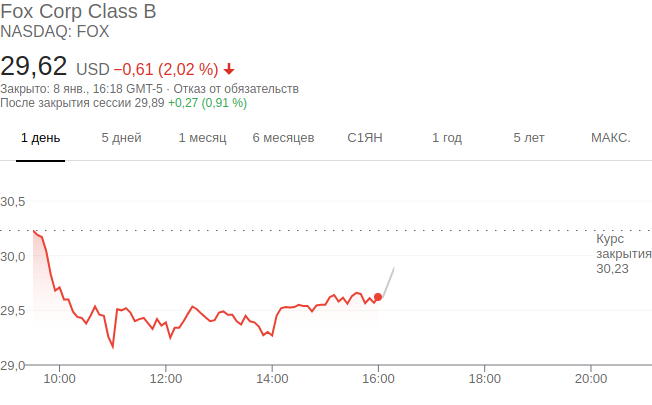 Fox Corp Class B
NASDAQ: FOX
29,62 USD −0,61 (2,02 %)
Закрыто: 8 янв., 16:18 GMT-5 · Отказ от обязательств
После закрытия сессии 29,89 +0,27 (0,91 %)
1 день 5 дней 1 месяц 6 месяцев С1ЯН 1 год 5 лет МАКС.
30,5
Курс
закрытия
30,23
30,0
29,5
29,0
10:00 12:00 14:00 16:00 18:00 20:00